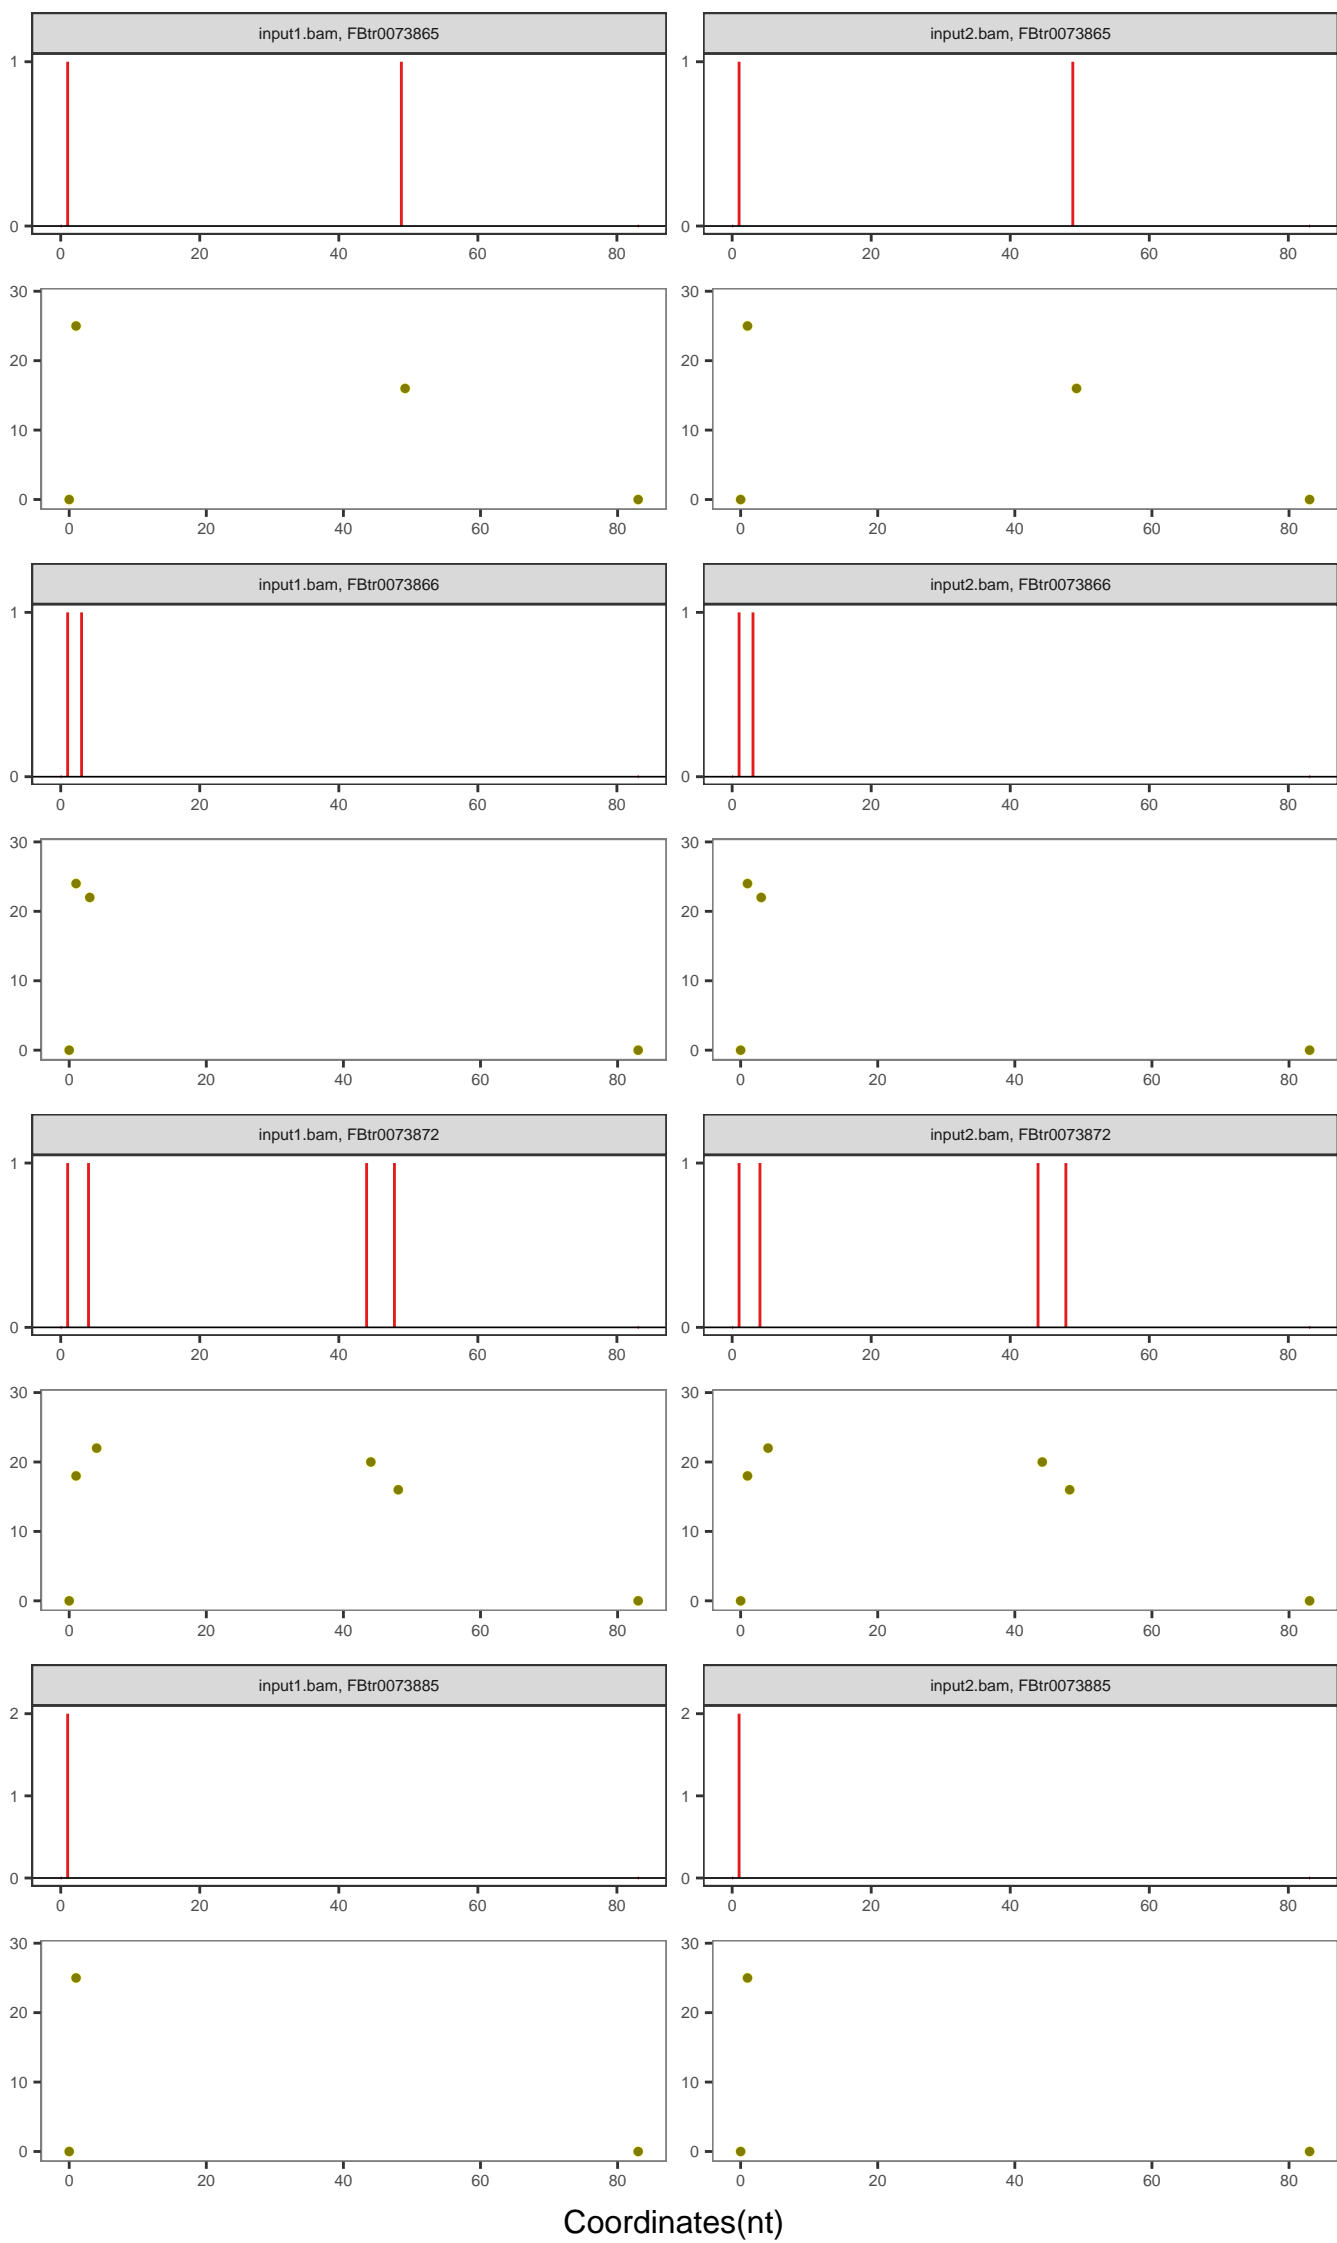 input1.bam, FBtr0073865 input2.bam, FBtr0073865
1 1
0 0
0 20 40 60 80 0 20 40 60 80
30 30
20 20
10 10
0 0
0 20 40 60 80 0 20 40 60 80
input1.bam, FBtr0073866 input2.bam, FBtr0073866
1 1
0 0
0 20 40 60 80 0 20 40 60 80
30 30
20 20
10 10
0 0
0 20 40 60 80 0 20 40 60 80
input1.bam, FBtr0073872 input2.bam, FBtr0073872
1 1
0 0
0 20 40 60 80 0 20 40 60 80
30 30
20 20
10 10
0 0
0 20 40 60 80 0 20 40 60 80
input1.bam, FBtr0073885 input2.bam, FBtr0073885
2 2
1 1
0 0
0 20 40 60 80 0 20 40 60 80
30 30
20 20
10 10
0 0
0 20 40 60 80 0 20 40 60 80
Coordinates(nt)